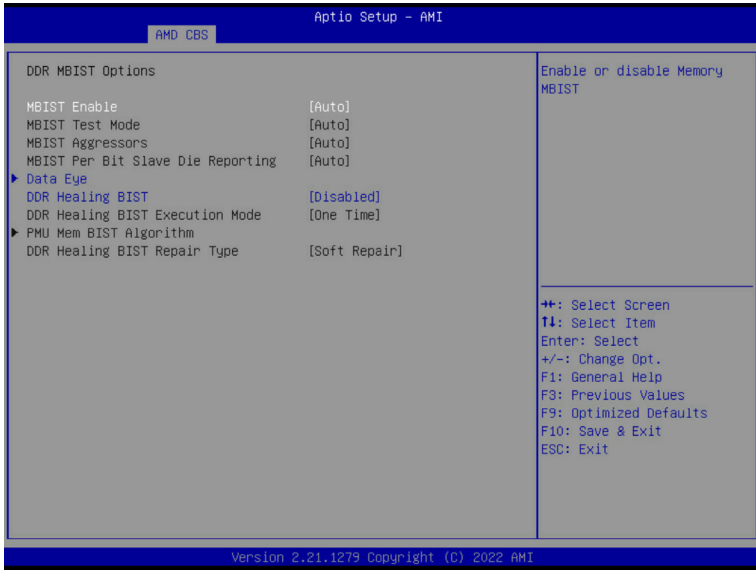 Aptio Setup – AMI
AMD CBS
DDR MBIST Options
MBIST Enable [Auto]
MBIST Test Mode [Auto]
MBIST Aggressors [Auto]
MBIST Per Bit Slave Die Reporting [Auto]
Data Eye
DDR Healing BIST [Disabled]
DDR Healing BIST Execution Mode [One Time]
PMU Mem BIST Algorithm
DDR Healing BIST Repair Type [Soft Repair]
Enable or disable Memory
MBIST
→←: Select Screen
↑↓: Select Item
Enter: Select
+/-: Change Opt.
F1: General Help
F3: Previous Values
F9: Optimized Defaults
F10: Save & Exit
ESC: Exit
Version 2.21.1279 Copyright (C) 2022 AMI